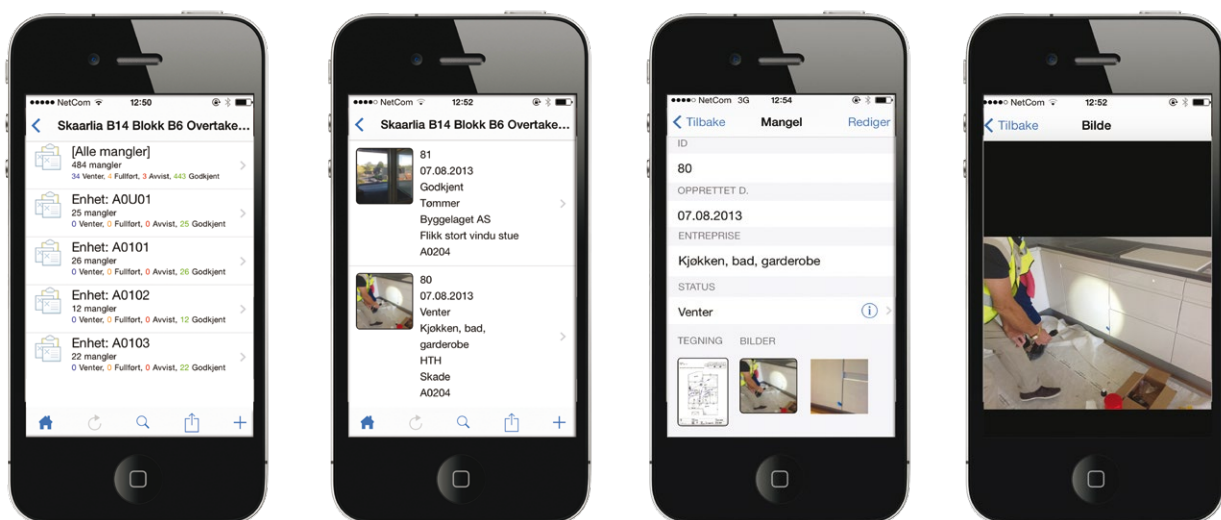 NetCom 12:50
Skaarlia B14 Blokk B6 Overtake...
[Alle mangler]
484 mangler
34 Venter, 4 Fullfort, 3 Avvist, 443 Godkjent
Enhet: A0U01
25 mangler
0 Venter, 0 Fullfort, 0 Avvist, 25 Godkjent
Enhet: A0101
26 mangler
0 Venter, 0 Fullfort, 0 Avvist, 26 Godkjent
Enhet: A0102
12 mangler
0 Venter, 0 Fullfort, 0 Avvist, 12 Godkjent
Enhet: A0103
22 mangler
0 Venter, 0 Fullfort, 0 Avvist, 22 Godkjent
NetCom 12:52
Skaarlia B14 Blokk B6 Overtake...
81
07.08.2013
Godkjent
Tømmer
Byggelaget AS
Flikk stort vindu stue
A0204
80
07.08.2013
Venter
Kjøkken, bad,
garderobe
HTH
Skade
A0204
NetCom 3G 12:54
Tilbake Mangel Rediger
ID
80
OPPRETTET D.
07.08.2013
ENTREPRISE
Kjøkken, bad, garderobe
STATUS
Venter
TEGNING BILDER
NetCom 12:52
Tilbake Bilde